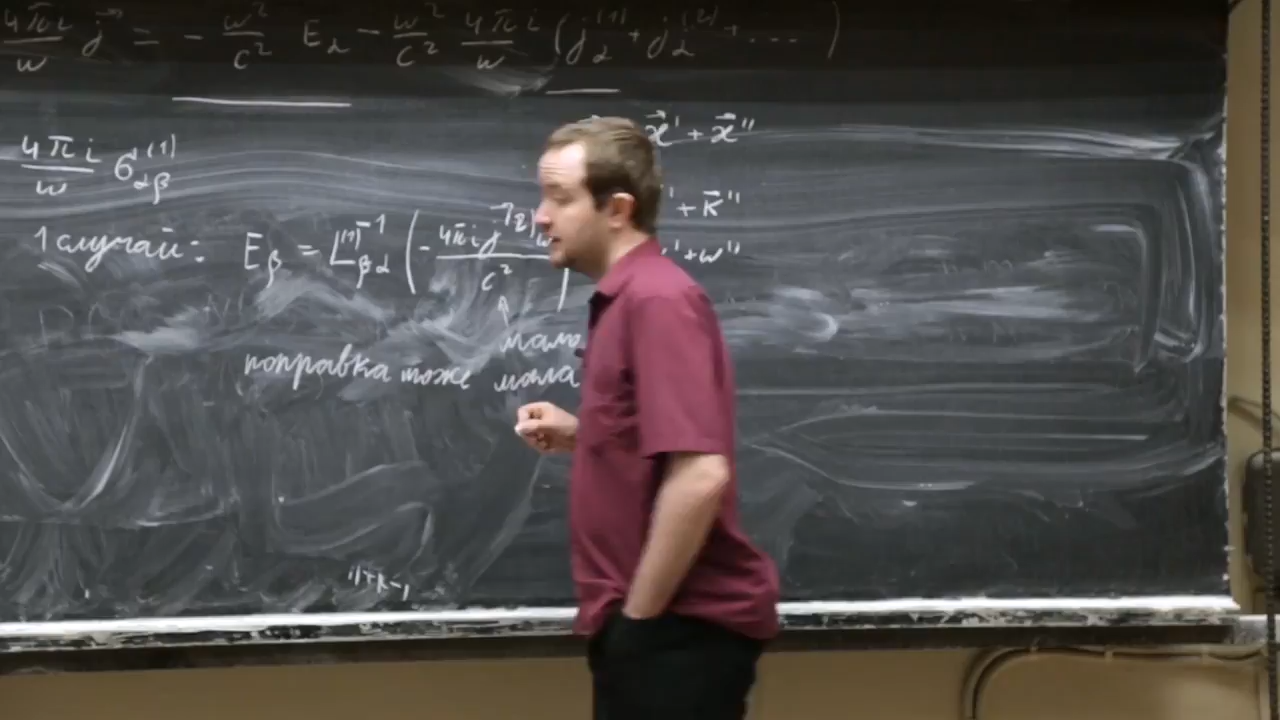 4πi/ω j⃗ = - ω²/c² E_α - ω²/c² 4πi/ω (j_α⁽¹⁾ + j_α⁽²⁾ + .... )
ϰ⃗' + ϰ⃗''
4πi/ω σ_αβ⁽¹⁾
' + k⃗''
1 случай: E_β = L_βα⁽¹⁾⁻¹ (- 4πi j⃗⁽²⁾ω / c² )
' + ω''
мало
поправка тоже мала